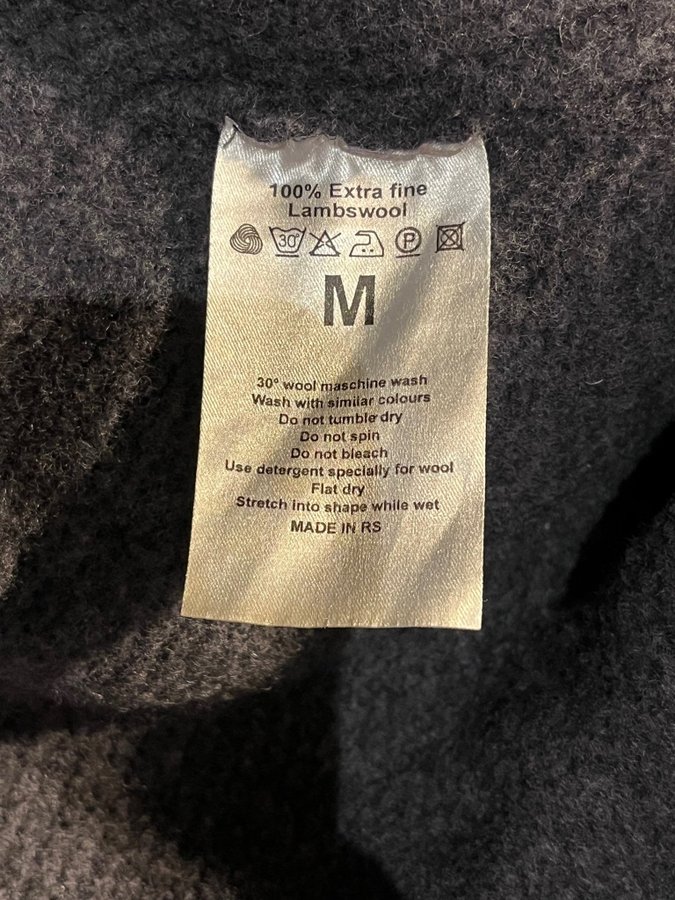 100% Extra fine
Lambswool
30° P
M
30° wool maschine wash
Wash with similar colours
Do not tumble dry
Do not spin
Do not bleach
Use detergent specially for wool
Flat dry
Stretch into shape while wet
MADE IN RS